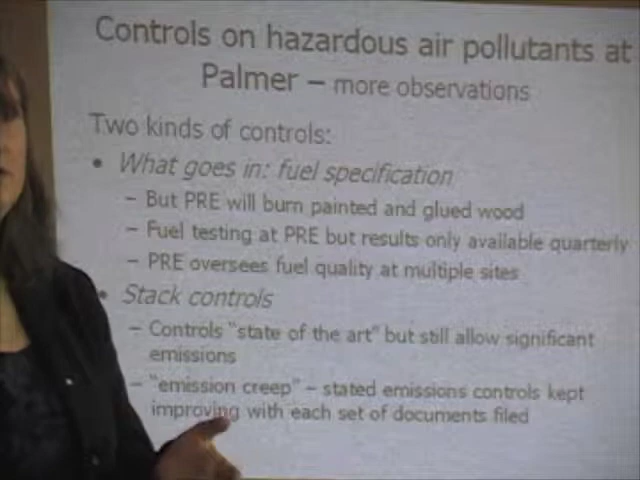 Controls on hazardous air pollutants at
Palmer – more observations
Two kinds of controls:
• What goes in: fuel specification
– But PRE will burn painted and glued wood
– Fuel testing at PRE but results only available quarterly
– PRE oversees fuel quality at multiple sites
• Stack controls
– Controls "state of the art" but still allow significant
emissions
– "emission creep" – stated emissions controls kept
improving with each set of documents filed